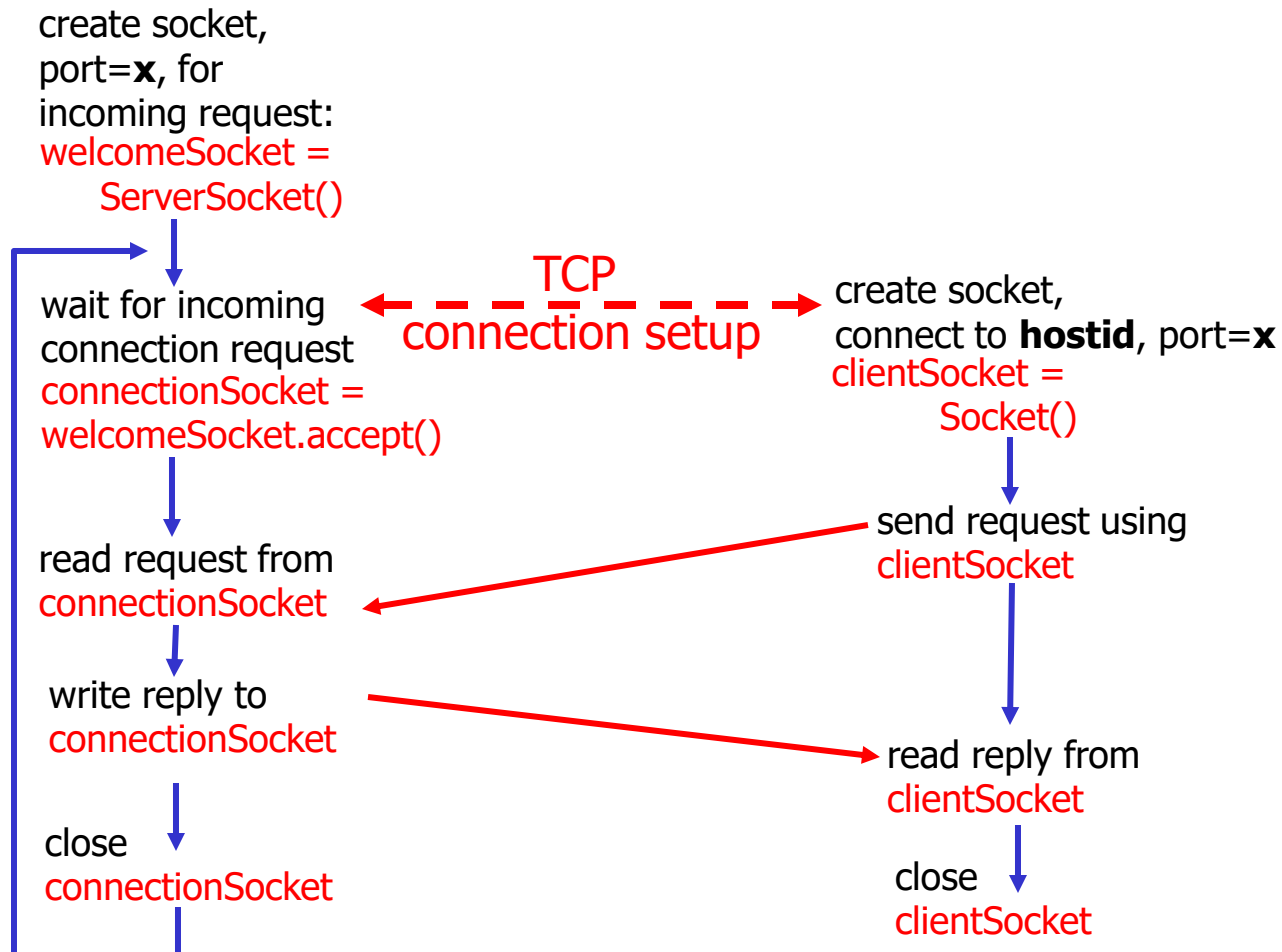 create socket,
port=x, for
incoming request:
welcomeSocket =
ServerSocket()
wait for incoming
connection request
connectionSocket =
welcomeSocket.accept()
TCP
connection setup
create socket,
connect to hostid, port=x
clientSocket =
Socket()
send request using
clientSocket
read request from
connectionSocket
write reply to
connectionSocket
read reply from
clientSocket
close
connectionSocket
close
clientSocket